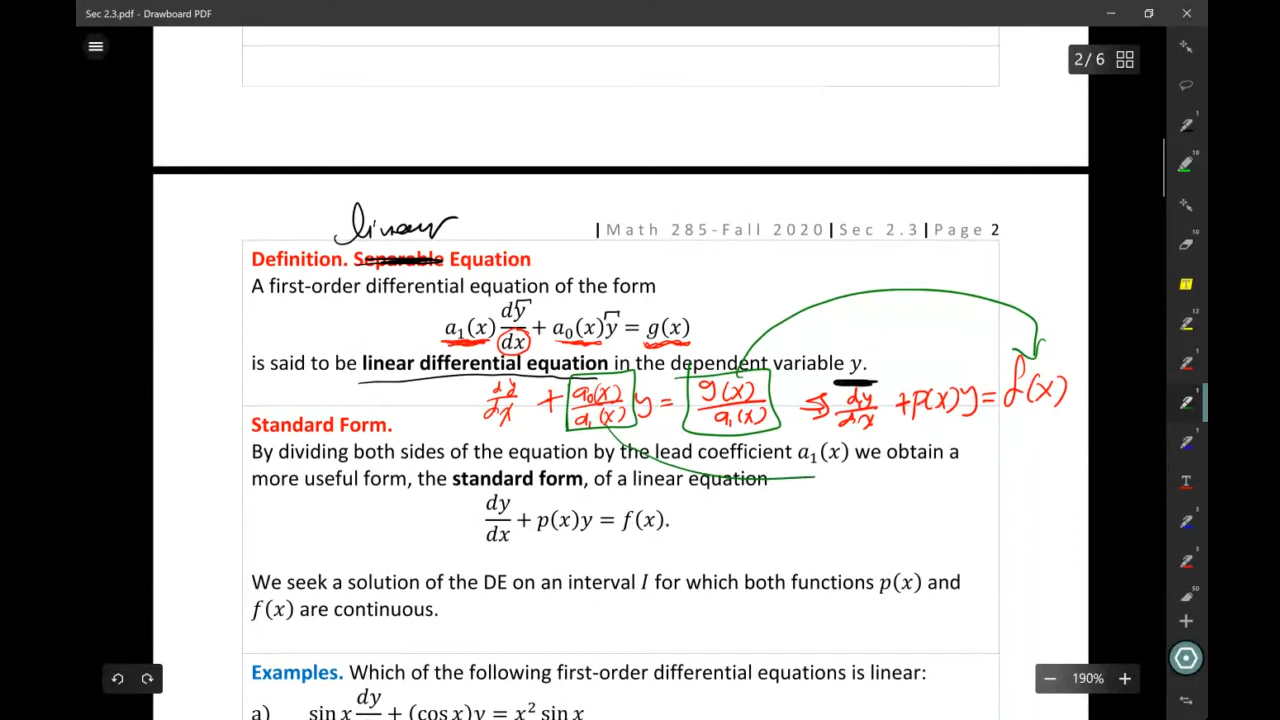 Sec 2.3.pdf - Drawboard PDF
2/6
linear
|Math 285-Fall 2020|Sec 2.3|Page 2
Definition. Separable Equation
A first-order differential equation of the form
a₁(x) dy/dx + a₀(x)y = g(x)
is said to be linear differential equation in the dependent variable y.
dy/dx + a₀(x)/a₁(x) y = g(x)/a₁(x) ⇒ dy/dx + p(x)y = f(x)
Standard Form.
By dividing both sides of the equation by the lead coefficient a₁(x) we obtain a
more useful form, the standard form, of a linear equation
dy/dx + p(x)y = f(x).
We seek a solution of the DE on an interval I for which both functions p(x) and
f(x) are continuous.
Examples. Which of the following first-order differential equations is linear:
a) sin x dy/dx + (cos x)y = x² sin x
190%